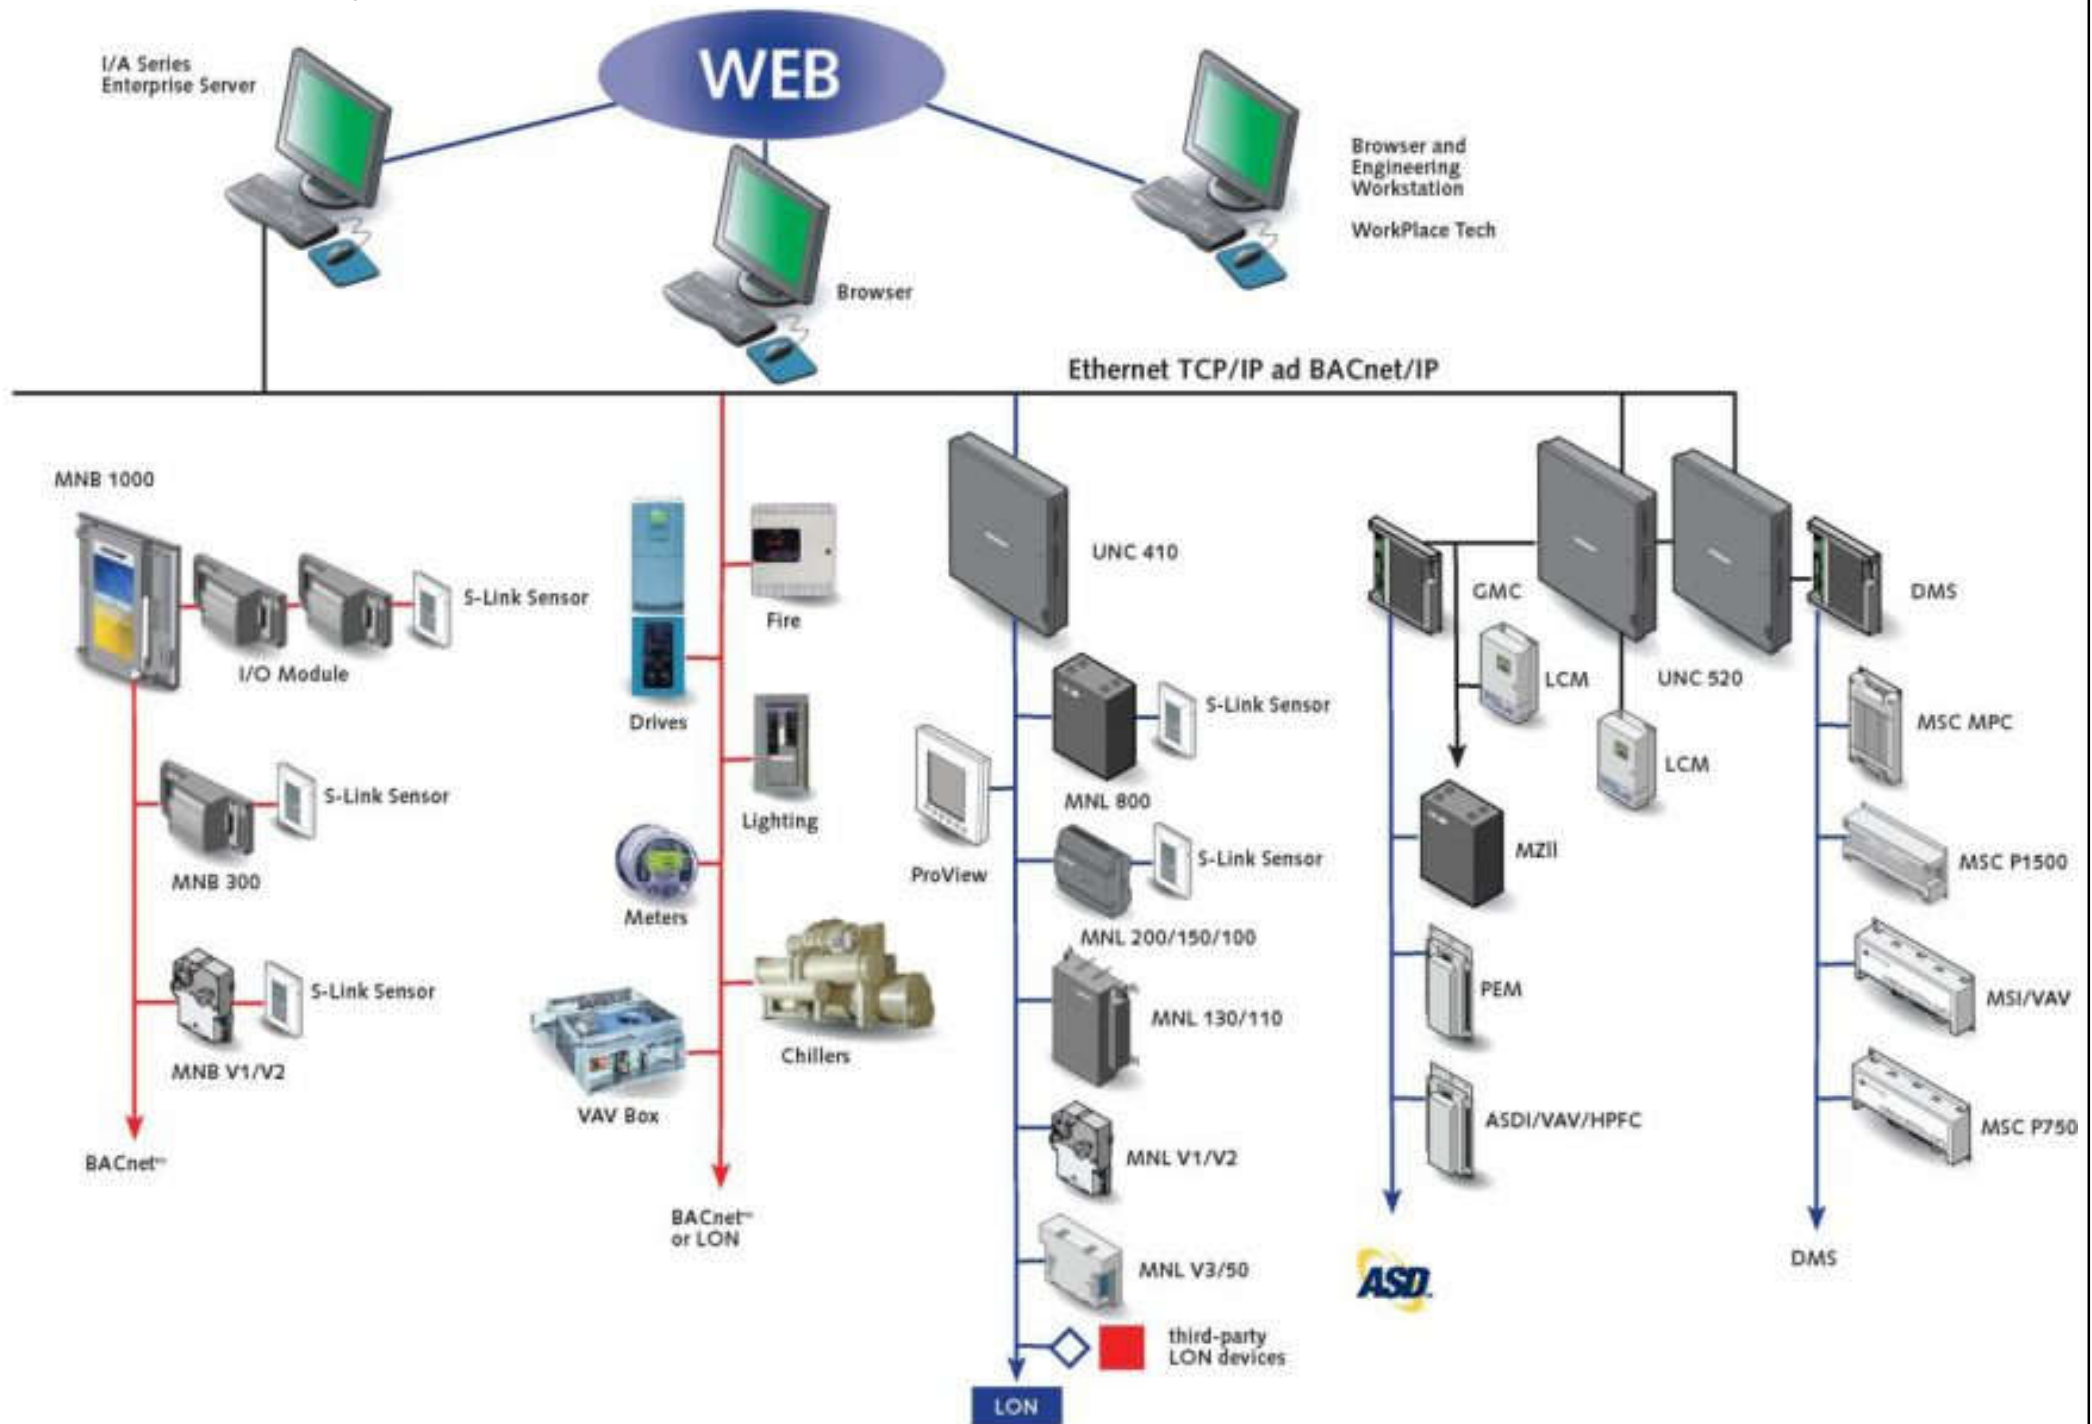 I/A Series
Enterprise Server
WEB
Browser and
Engineering
Workstation
WorkPlace Tech
Browser
Ethernet TCP/IP ad BACnet/IP
MNB 1000
S-Link Sensor
I/O Module
S-Link Sensor
MNB 300
S-Link Sensor
MNB V1/V2
BACnet™
Fire
Drives
Lighting
Meters
Chillers
VAV Box
BACnet™
or LON
UNC 410
S-Link Sensor
MNL 800
ProView
S-Link Sensor
MNL 200/150/100
MNL 130/110
MNL V1/V2
MNL V3/50
third-party
LON devices
LON
GMC
LCM
UNC 520
LCM
MZll
PEM
ASDI/VAV/HPFC
ASD
DMS
MSC MPC
MSC P1500
MSI/VAV
MSC P750
DMS